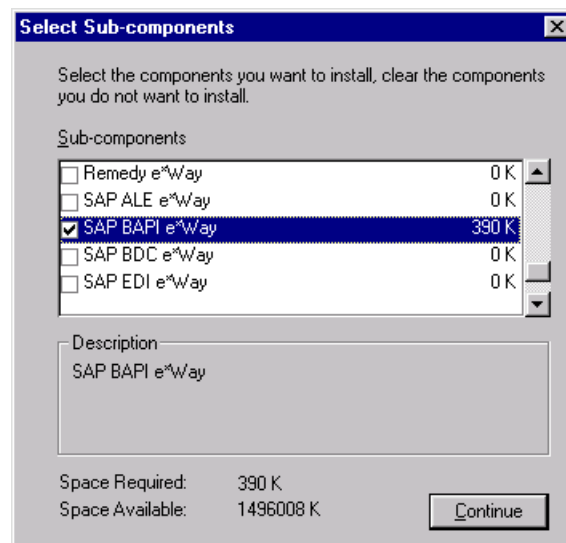 Select Sub-components
Select the components you want to install, clear the components
you do not want to install.
Sub-components
Remedy e*Way 0 K
SAP ALE e*Way 0 K
SAP BAPI e*Way 390 K
SAP BDC e*Way 0 K
SAP EDI e*Way 0 K
Description
SAP BAPI e*Way
Space Required: 390 K
Space Available: 1496008 K
Continue